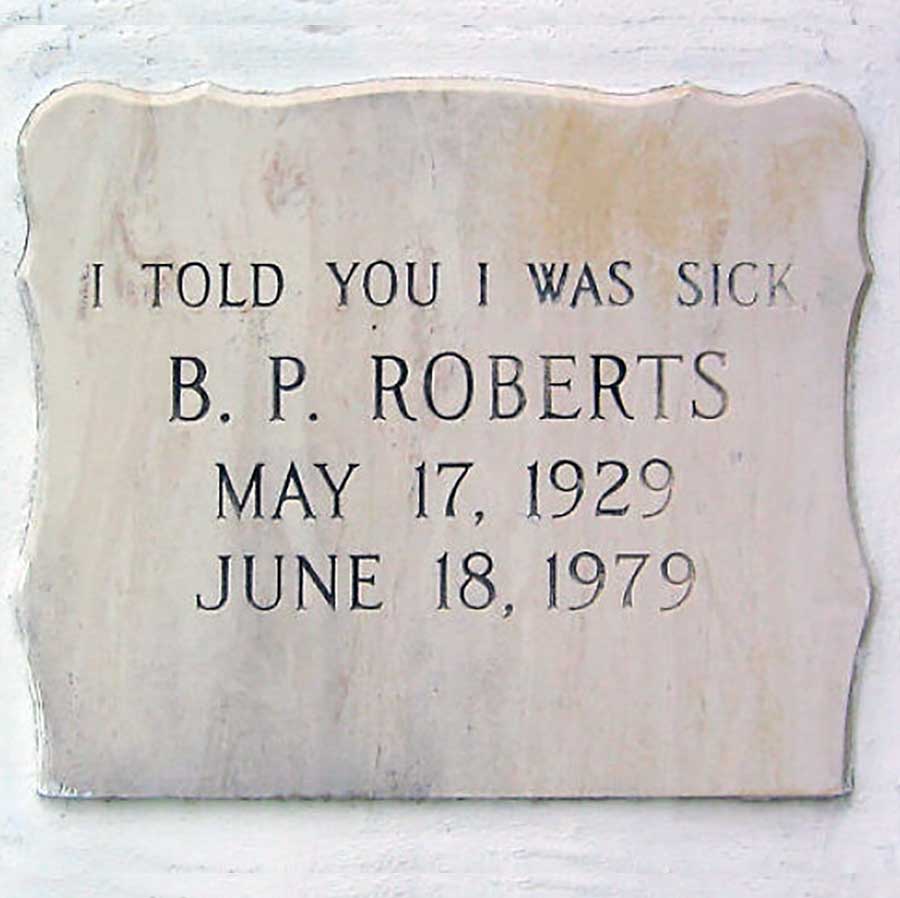 I TOLD YOU I WAS SICK
B. P. ROBERTS
MAY 17, 1929
JUNE 18, 1979